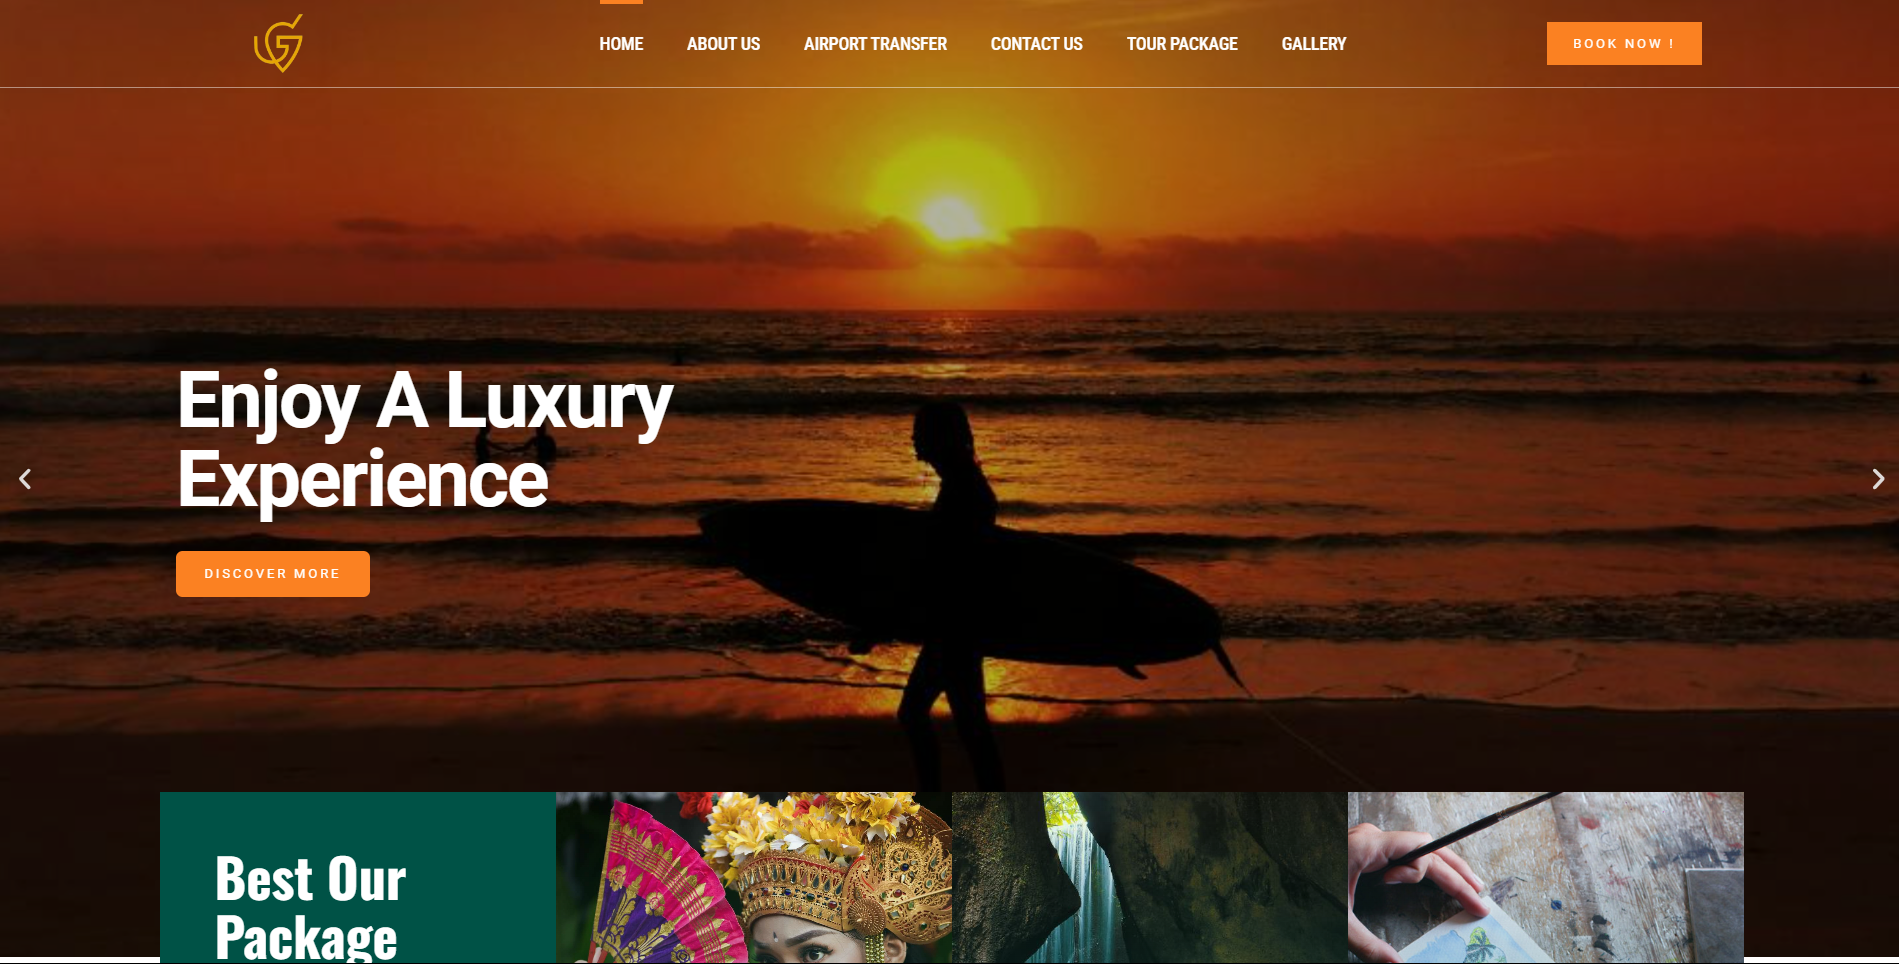 HOME
ABOUT US
AIRPORT TRANSFER
CONTACT US
TOUR PACKAGE
GALLERY
BOOK NOW !
Enjoy A Luxury
Experience
DISCOVER MORE
Best Our
Package